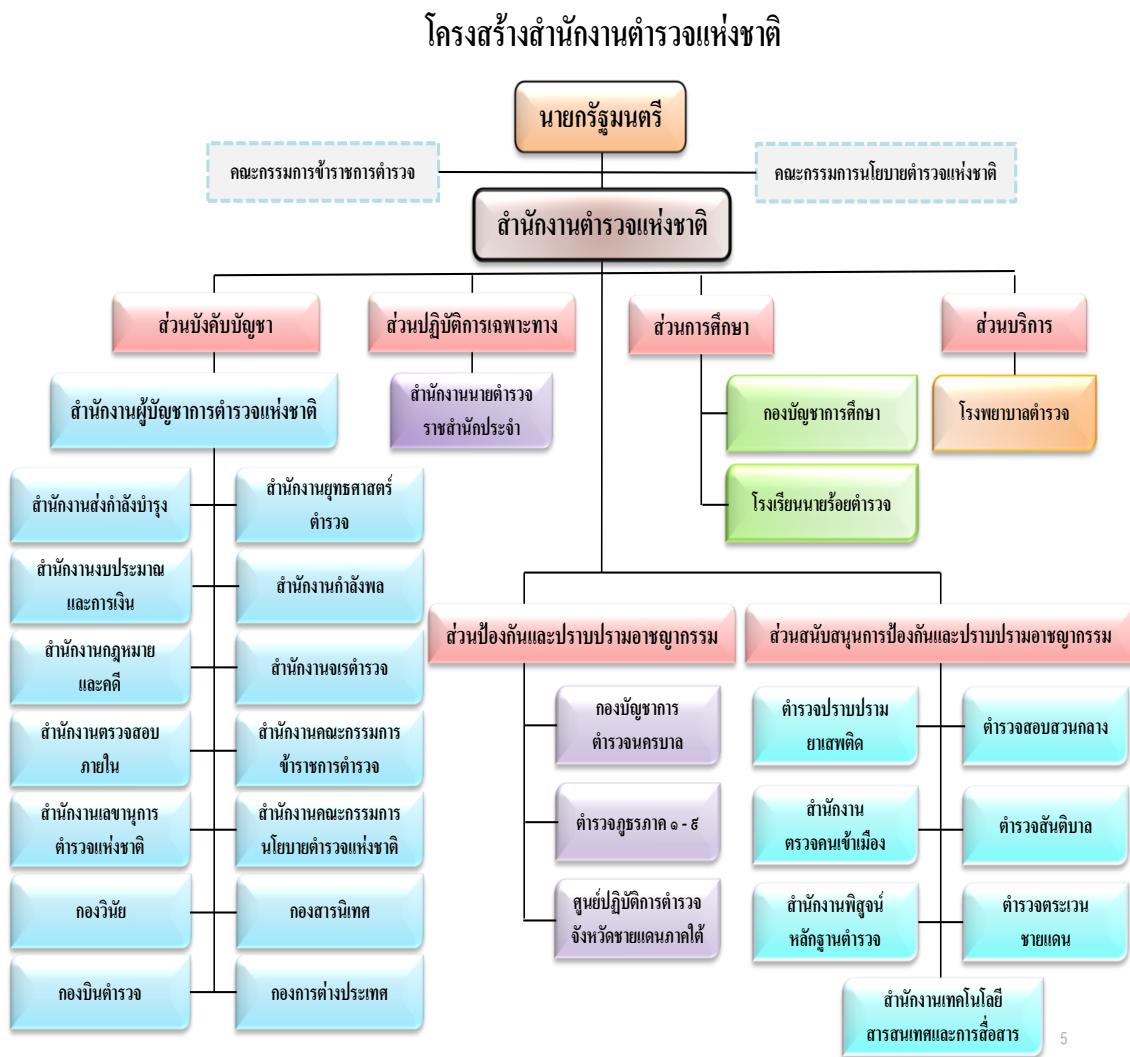 โครงสร้างสำนักงานตำรวจแห่งชาติ
นายกรัฐมนตรี
คณะกรรมการข้าราชการตำรวจ
คณะกรรมการนโยบายตำรวจแห่งชาติ
สำนักงานตำรวจแห่งชาติ
ส่วนบังคับบัญชา
ส่วนปฏิบัติการเฉพาะทาง
ส่วนการศึกษา
ส่วนบริการ
สำนักงานผู้บัญชาการตำรวจแห่งชาติ
สำนักงานนายตำรวจ
ราชสำนักประจำ
กองบัญชาการศึกษา
โรงพยาบาลตำรวจ
โรงเรียนนายร้อยตำรวจ
สำนักงานส่งกำลังบำรุง
สำนักงานยุทธศาสตร์
ตำรวจ
สำนักงานงบประมาณ
และการเงิน
สำนักงานกำลังพล
สำนักงานกฎหมาย
และคดี
สำนักงานจเรตำรวจ
สำนักงานตรวจสอบ
ภายใน
สำนักงานคณะกรรมการ
ข้าราชการตำรวจ
สำนักงานเลขานุการ
ตำรวจแห่งชาติ
สำนักงานคณะกรรมการ
นโยบายตำรวจแห่งชาติ
กองวินัย
กองสารนิเทศ
กองบินตำรวจ
กองการต่างประเทศ
ส่วนป้องกันและปราบปรามอาชญากรรม
ส่วนสนับสนุนการป้องกันและปราบปรามอาชญากรรม
กองบัญชาการ
ตำรวจนครบาล
ตำรวจภูธรภาค ๑ - ๙
ศูนย์ปฏิบัติการตำรวจ
จังหวัดชายแดนภาคใต้
ตำรวจปราบปราม
ยาเสพติด
ตำรวจสอบสวนกลาง
สำนักงาน
ตรวจคนเข้าเมือง
ตำรวจสันติบาล
สำนักงานพิสูจน์
หลักฐานตำรวจ
ตำรวจตระเวน
ชายแดน
สำนักงานเทคโนโลยี
สารสนเทศและการสื่อสาร
5